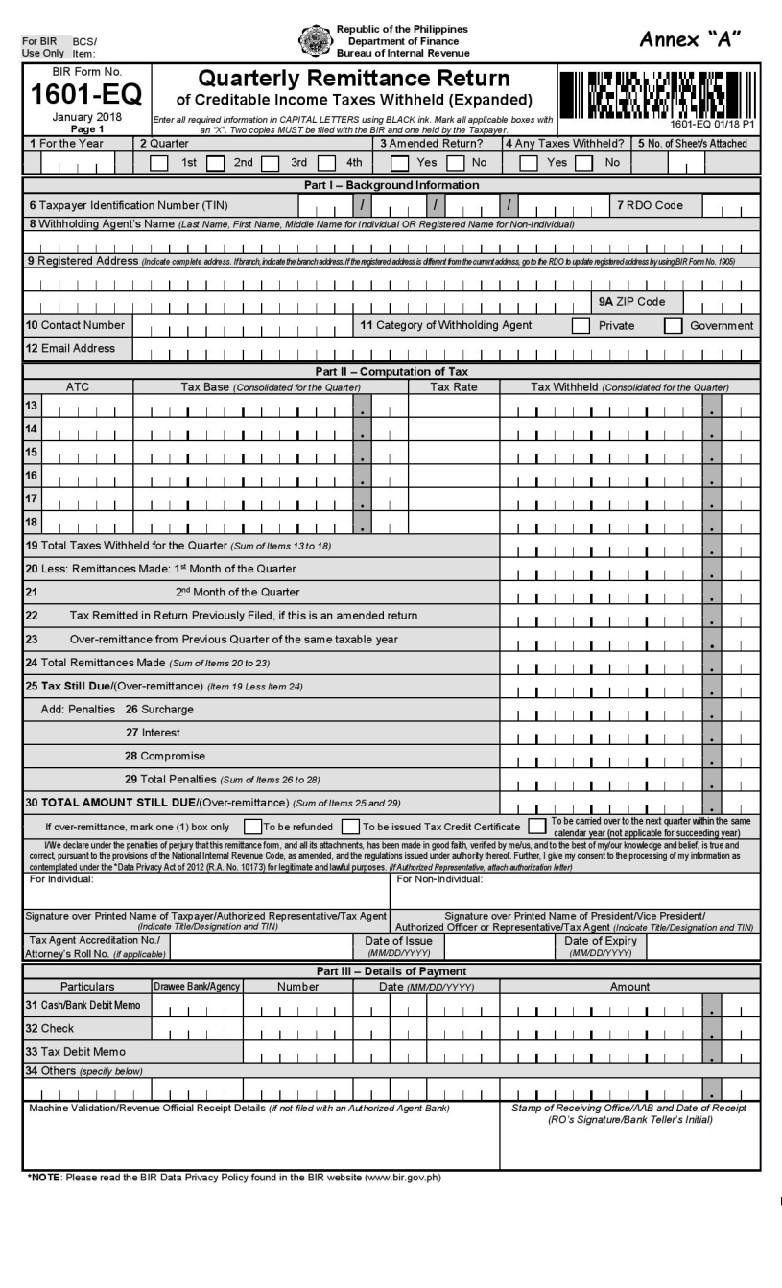 Republic of the Philippines
Department of Finance
Bureau of Internal Revenue
For BIR BCS/
Use Only Item:
Annex “A”
BIR Form No.
1601-EQ
January 2018
Page 1
Quarterly Remittance Return
of Creditable Income Taxes Withheld (Expanded)
Enter all required information in CAPITAL LETTERS using BLACK ink. Mark all applicable boxes with
an “X”. Two copies MUST be filed with the BIR and one held by the Taxpayer.
1601-EQ 01/18 P1
1 For the Year 2 Quarter 3 Amended Return? 4 Any Taxes Withheld? 5 No. of Sheet/s Attached
1st 2nd 3rd 4th Yes No Yes No
Part I – Background Information
6 Taxpayer Identification Number (TIN) / / / 7 RDO Code
8 Withholding Agent’s Name (Last Name, First Name, Middle Name for Individual OR Registered Name for Non-Individual)
9 Registered Address (Indicate complete address. If branch, indicate the branch address. If the registered address is different from the current address, go to the RDO to update registered address by using BIR Form No. 1905)
9A ZIP Code
10 Contact Number 11 Category of Withholding Agent Private Government
12 Email Address
Part II – Computation of Tax
ATC Tax Base (Consolidated for the Quarter) Tax Rate Tax Withheld (Consolidated for the Quarter)
13
14
15
16
17
18
19 Total Taxes Withheld for the Quarter (Sum of Items 13 to 18)
20 Less: Remittances Made: 1st Month of the Quarter
21 2nd Month of the Quarter
22 Tax Remitted in Return Previously Filed, if this is an amended return
23 Over-remittance from Previous Quarter of the same taxable year
24 Total Remittances Made (Sum of Items 20 to 23)
25 Tax Still Due/(Over-remittance) (Item 19 Less Item 24)
Add: Penalties 26 Surcharge
27 Interest
28 Compromise
29 Total Penalties (Sum of Items 26 to 28)
30 TOTAL AMOUNT STILL DUE/(Over-remittance) (Sum of Items 25 and 29)
If over-remittance, mark one (1) box only To be refunded To be issued Tax Credit Certificate To be carried over to the next quarter within the same
calendar year (not applicable for succeeding year)
I/We declare under the penalties of perjury that this remittance form, and all its attachments, has been made in good faith, verified by me/us, and to the best of my/our knowledge and belief, is true and
correct, pursuant to the provisions of the National Internal Revenue Code, as amended, and the regulations issued under authority thereof. Further, I give my consent to the processing of my information as
contemplated under the *Data Privacy Act of 2012 (R.A. No. 10173) for legitimate and lawful purposes. (If Authorized Representative, attach authorization letter)
For Individual: For Non-Individual:
Signature over Printed Name of Taxpayer/Authorized Representative/Tax Agent
(Indicate Title/Designation and TIN)
Signature over Printed Name of President/Vice President/
Authorized Officer or Representative/Tax Agent (Indicate Title/Designation and TIN)
Tax Agent Accreditation No./
Attorney’s Roll No. (if applicable)
Date of Issue
(MM/DD/YYYY)
Date of Expiry
(MM/DD/YYYY)
Part III – Details of Payment
Particulars Drawee Bank/Agency Number Date (MM/DD/YYYY) Amount
31 Cash/Bank Debit Memo
32 Check
33 Tax Debit Memo
34 Others (specify below)
Machine Validation/Revenue Official Receipt Details (if not filed with an Authorized Agent Bank)
Stamp of Receiving Office/AAB and Date of Receipt
(RO’s Signature/Bank Teller’s Initial)
*NOTE: Please read the BIR Data Privacy Policy found in the BIR website (www.bir.gov.ph)